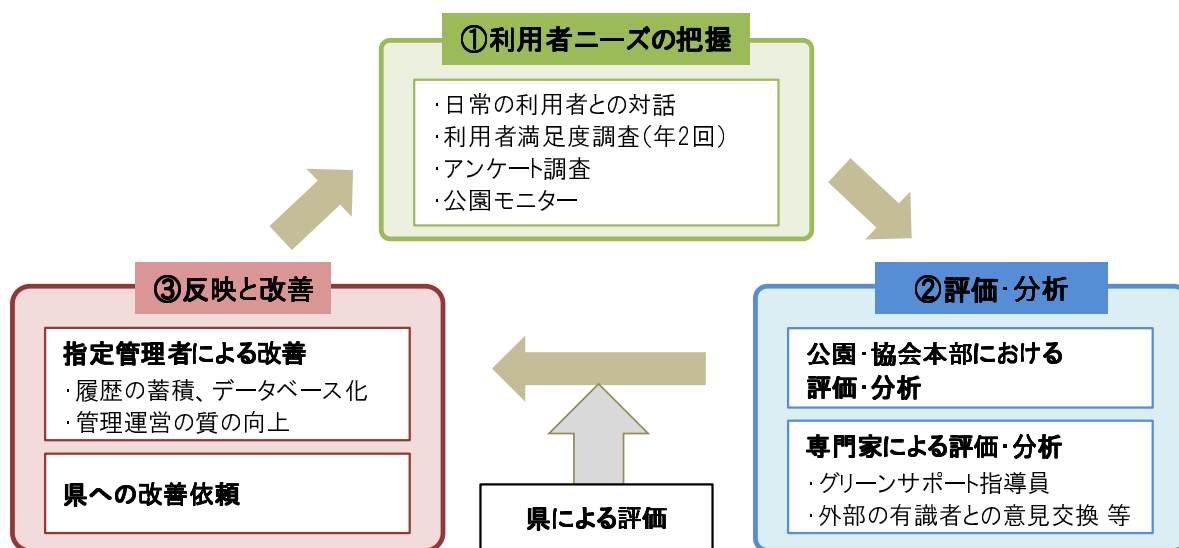 ①利用者ニーズの把握
・日常の利用者との対話
・利用者満足度調査(年2回)
・アンケート調査
・公園モニター
②評価・分析
公園・協会本部における
評価・分析
専門家による評価・分析
・グリーンサポート指導員
・外部の有識者との意見交換 等
県による評価
③反映と改善
指定管理者による改善
・履歴の蓄積、データベース化
・管理運営の質の向上
県への改善依頼